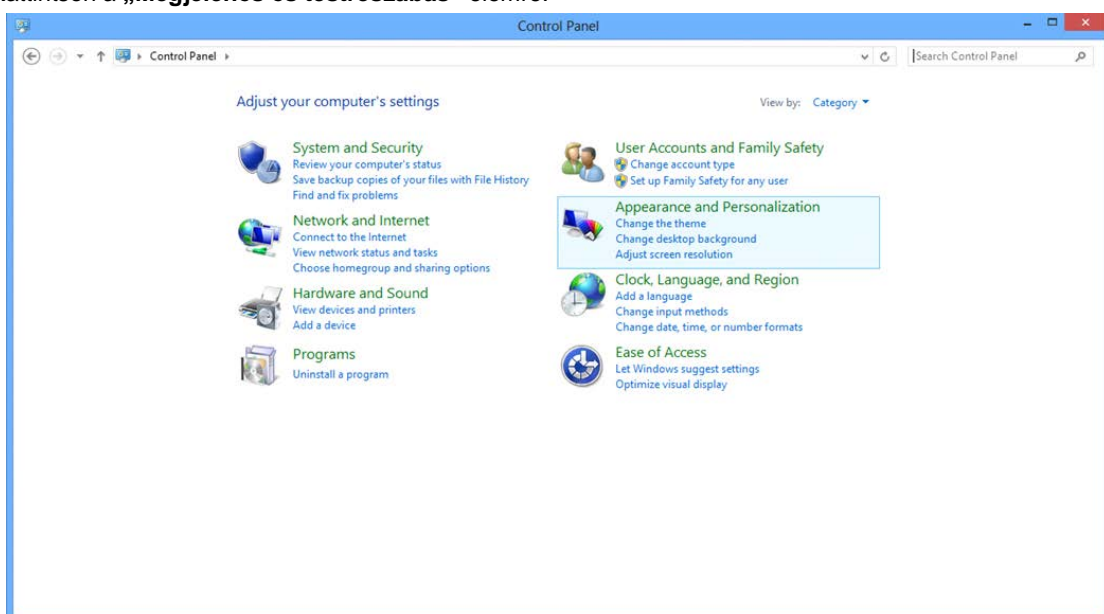 Control Panel
Control Panel
Search Control Panel
Adjust your computer's settings
View by: Category
System and Security
Review your computer's status
Save backup copies of your files with File History
Find and fix problems
Network and Internet
Connect to the Internet
View network status and tasks
Choose homegroup and sharing options
Hardware and Sound
View devices and printers
Add a device
Programs
Uninstall a program
User Accounts and Family Safety
Change account type
Set up Family Safety for any user
Appearance and Personalization
Change the theme
Change desktop background
Adjust screen resolution
Clock, Language, and Region
Add a language
Change input methods
Change date, time, or number formats
Ease of Access
Let Windows suggest settings
Optimize visual display